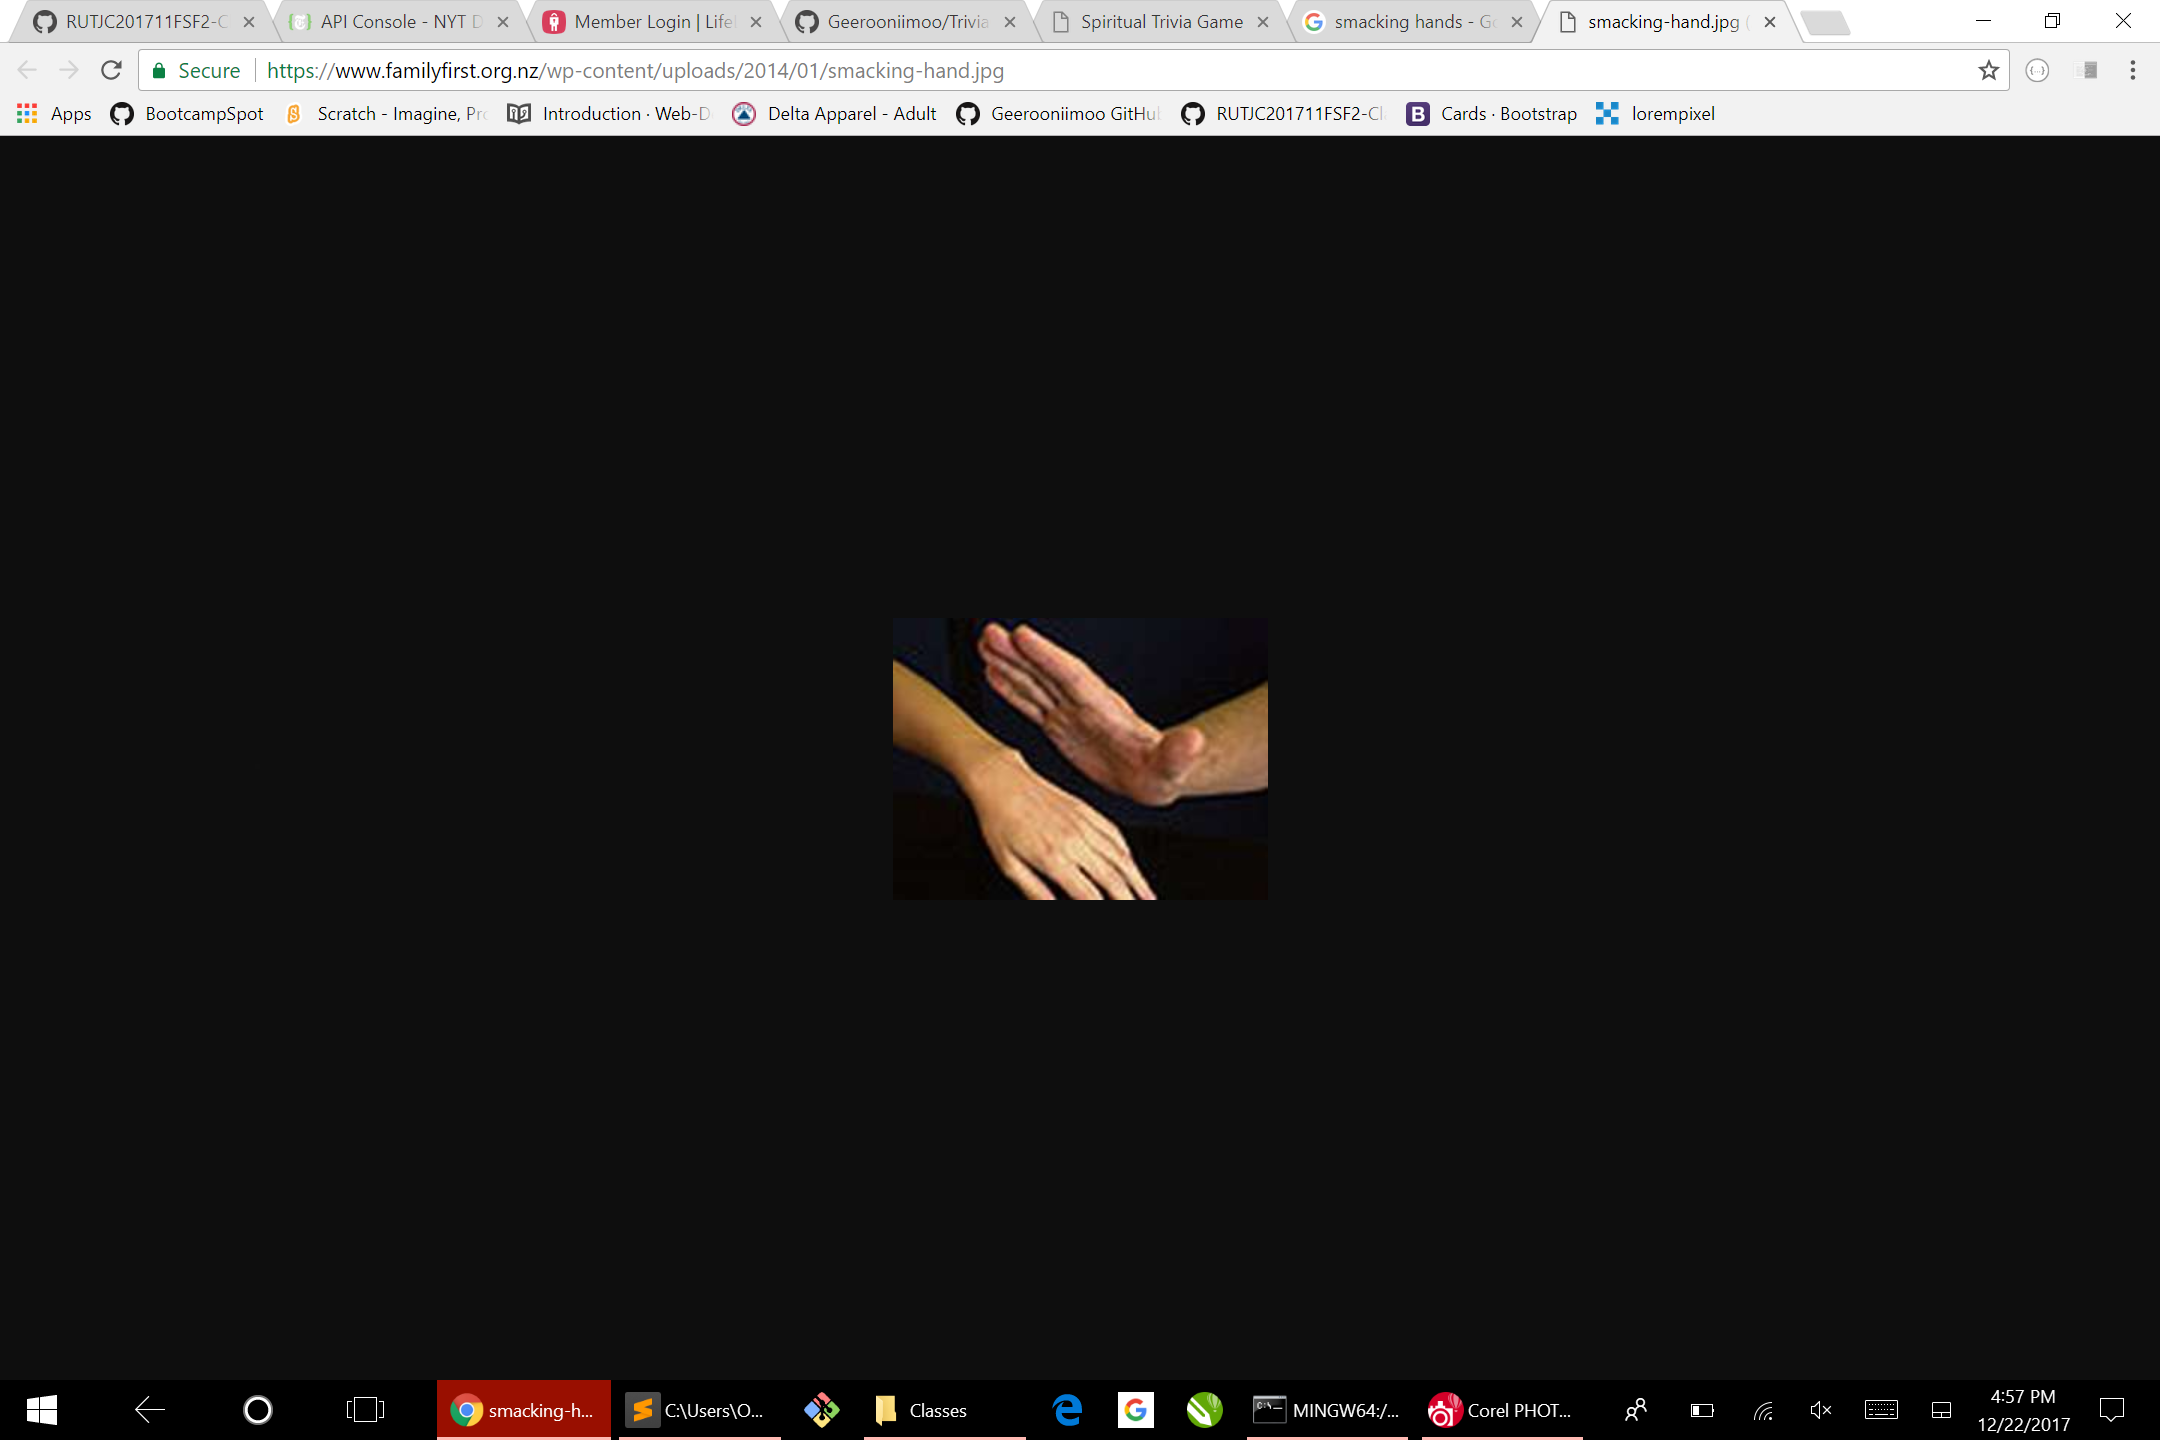 RUTJC201711FSF2-C
API Console - NYT D
Member Login | Life
Geerooniimoo/Trivia
Spiritual Trivia Game
smacking hands - Go
smacking-hand.jpg (
Secure https://www.familyfirst.org.nz/wp-content/uploads/2014/01/smacking-hand.jpg
Apps BootcampSpot Scratch - Imagine, Pro Introduction · Web-D Delta Apparel - Adult Geerooniimoo GitHu RUTJC201711FSF2-Cl B Cards · Bootstrap lorempixel
smacking-h... C:\Users\O... Classes MINGW64:/... Corel PHOT...
4:57 PM
12/22/2017